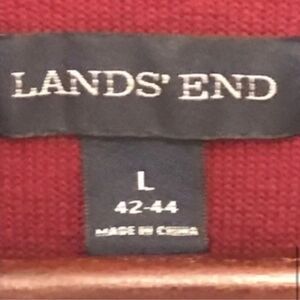 LANDS' END
L
42-44
MADE IN CHINA